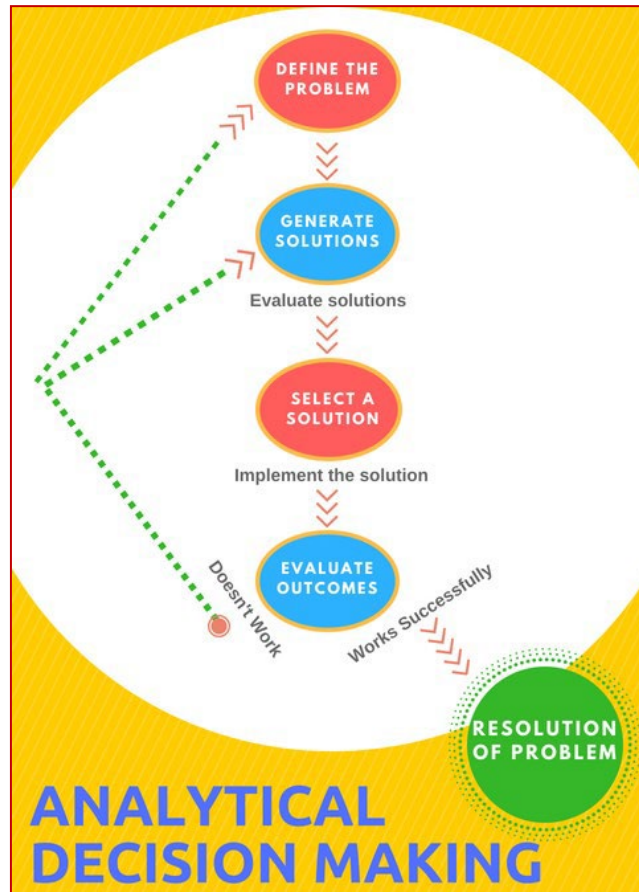 DEFINE THE
PROBLEM
GENERATE
SOLUTIONS
Evaluate solutions
SELECT A
SOLUTION
Implement the solution
EVALUATE
OUTCOMES
Doesn't Work
Works Successfully
RESOLUTION
OF PROBLEM
ANALYTICAL
DECISION MAKING